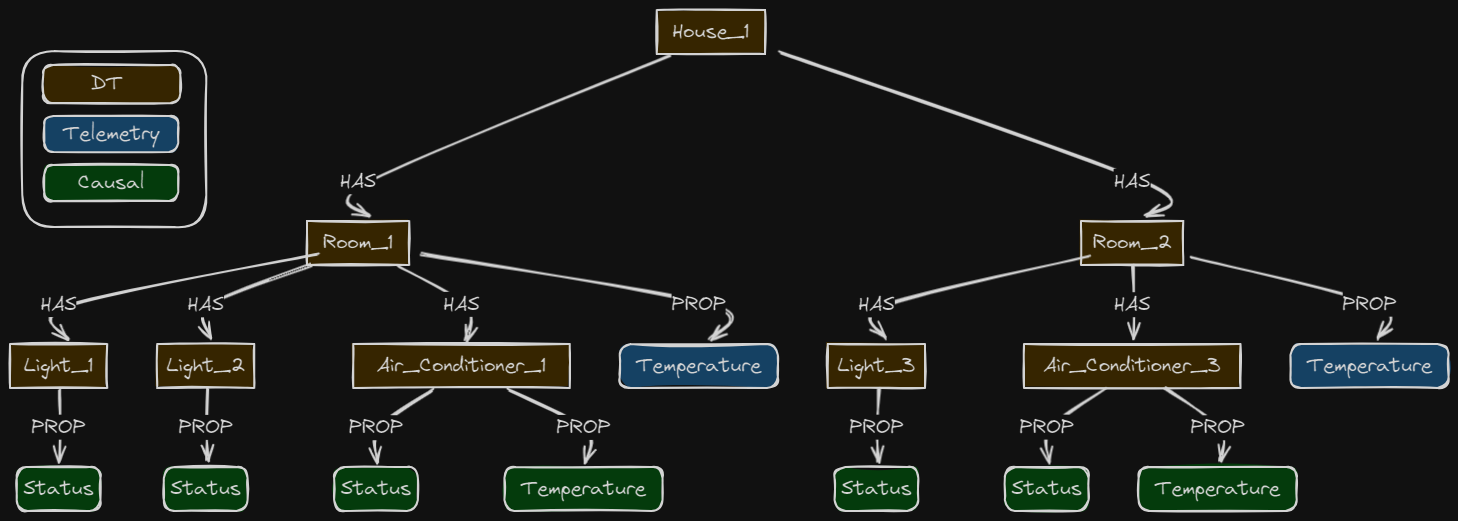 House_1
DT
Telemetry
Causal
HAS
HAS
Room_1
Room_2
HAS
HAS
HAS
PROP
HAS
HAS
PROP
Light_1
Light_2
Air_Conditioner_1
Temperature
Light_3
Air_Conditioner_3
Temperature
PROP
PROP
PROP
PROP
PROP
PROP
PROP
Status
Status
Status
Temperature
Status
Status
Temperature